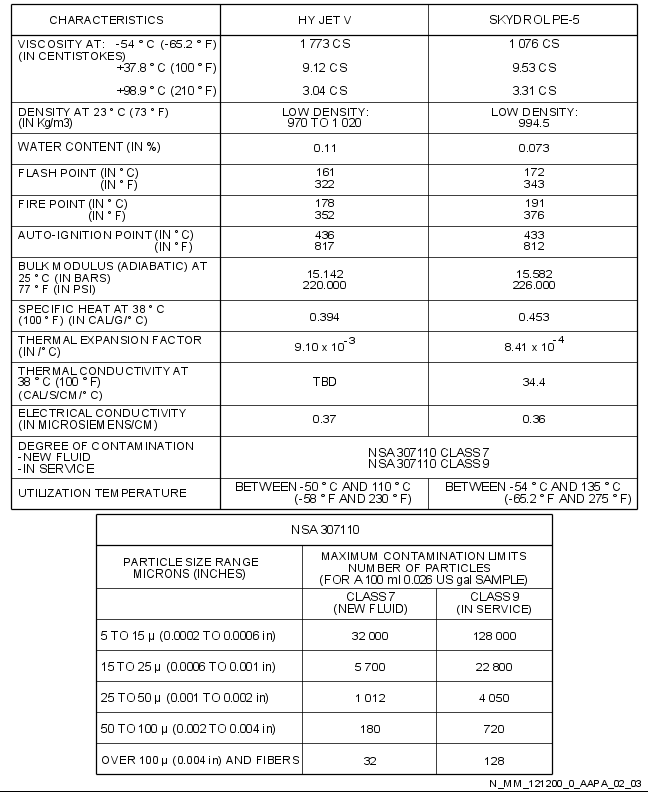 CHARACTERISTICS HY JET V SKYDROL PE-5
VISCOSITY AT: -54 ° C (-65.2 ° F) 1 773 CS 1 076 CS
(IN CENTISTOKES)
+37.8 ° C (100 ° F) 9.12 CS 9.53 CS
+98.9 ° C (210 ° F) 3.04 CS 3.31 CS
DENSITY AT 23 ° C (73 ° F) LOW DENSITY: LOW DENSITY:
(IN Kg/m3) 970 TO 1 020 994.5
WATER CONTENT (IN %) 0.11 0.073
FLASH POINT (IN ° C) 161 172
(IN ° F) 322 343
FIRE POINT (IN ° C) 178 191
(IN ° F) 352 376
AUTO-IGNITION POINT (IN ° C) 436 433
(IN ° F) 817 812
BULK MODULUS (ADIABATIC) AT
25 ° C (IN BARS) 15.142 15.582
77 ° F (IN PSI) 220.000 226.000
SPECIFIC HEAT AT 38 ° C
(100 ° F) (IN CAL/G/° C) 0.394 0.453
THERMAL EXPANSION FACTOR
(IN /° C) 9.10 x 10 -3 8.41 x 10 -4
THERMAL CONDUCTIVITY AT
38 ° C (100 ° F) TBD 34.4
(CAL/S/CM/° C)
ELECTRICAL CONDUCTIVITY
(IN MICROSIEMENS/CM) 0.37 0.36
DEGREE OF CONTAMINATION
-NEW FLUID NSA 307110 CLASS 7
-IN SERVICE NSA 307110 CLASS 9
UTILIZATION TEMPERATURE BETWEEN -50 ° C AND 110 ° C BETWEEN -54 ° C AND 135 ° C
(-58 ° F AND 230 ° F) (-65.2 ° F AND 275 ° F)
NSA 307110
PARTICLE SIZE RANGE MAXIMUM CONTAMINATION LIMITS
MICRONS (INCHES) NUMBER OF PARTICLES
(FOR A 100 ml 0.026 US gal SAMPLE)
CLASS 7 CLASS 9
(NEW FLUID) (IN SERVICE)
5 TO 15 µ (0.0002 TO 0.0006 in) 32 000 128 000
15 TO 25 µ (0.0006 TO 0.001 in) 5 700 22 800
25 TO 50 µ (0.001 TO 0.002 in) 1 012 4 050
50 TO 100 µ (0.002 TO 0.004 in) 180 720
OVER 100 µ (0.004 in) AND FIBERS 32 128
N_MM_121200_0_AAPA_02_03